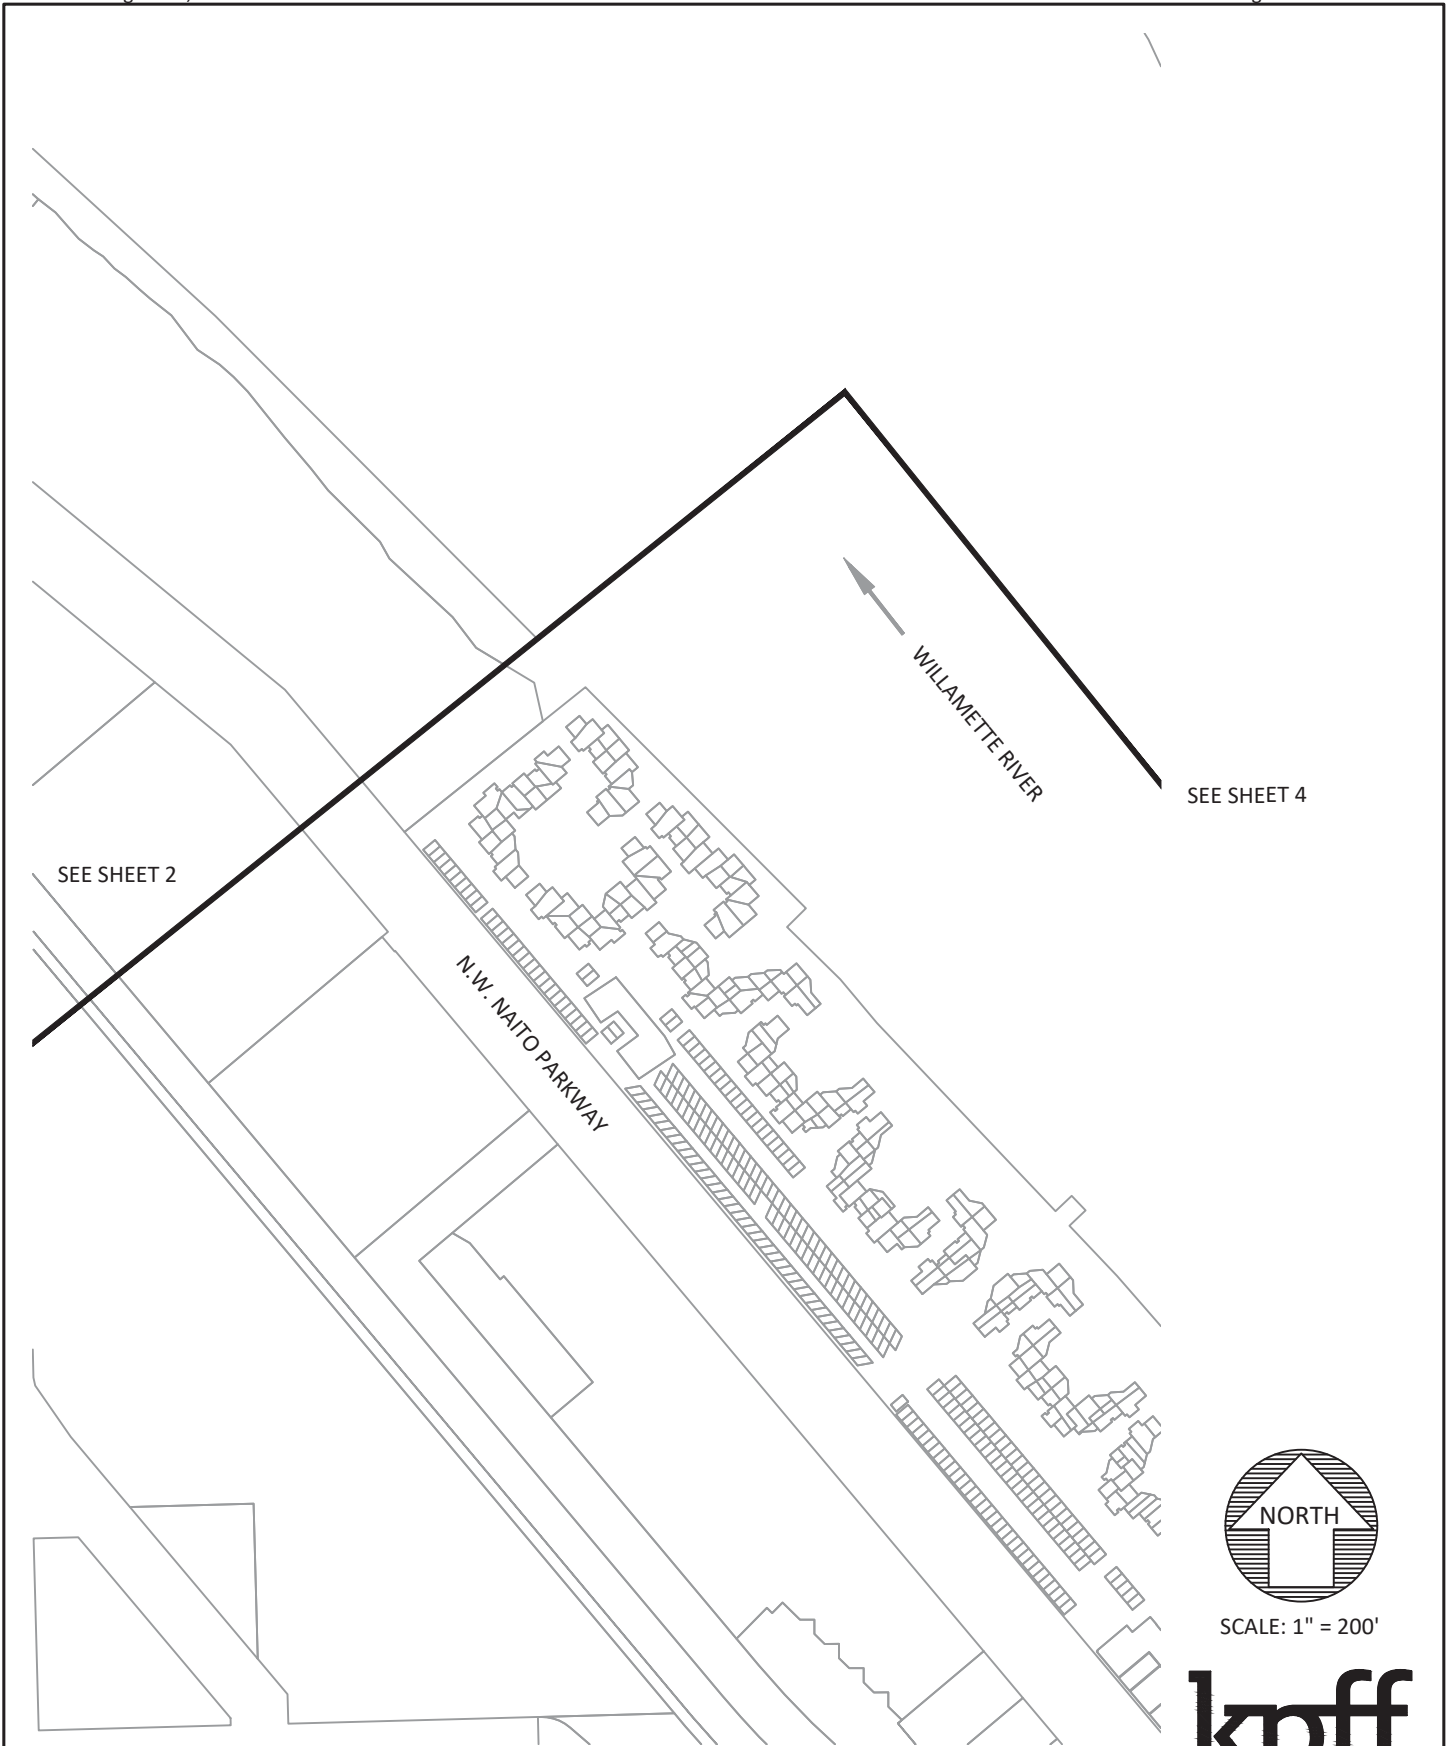 WILLAMETTE RIVER
SEE SHEET 4
SEE SHEET 2
N.W. NAITO PARKWAY
NORTH
SCALE: 1" = 200'
kpff